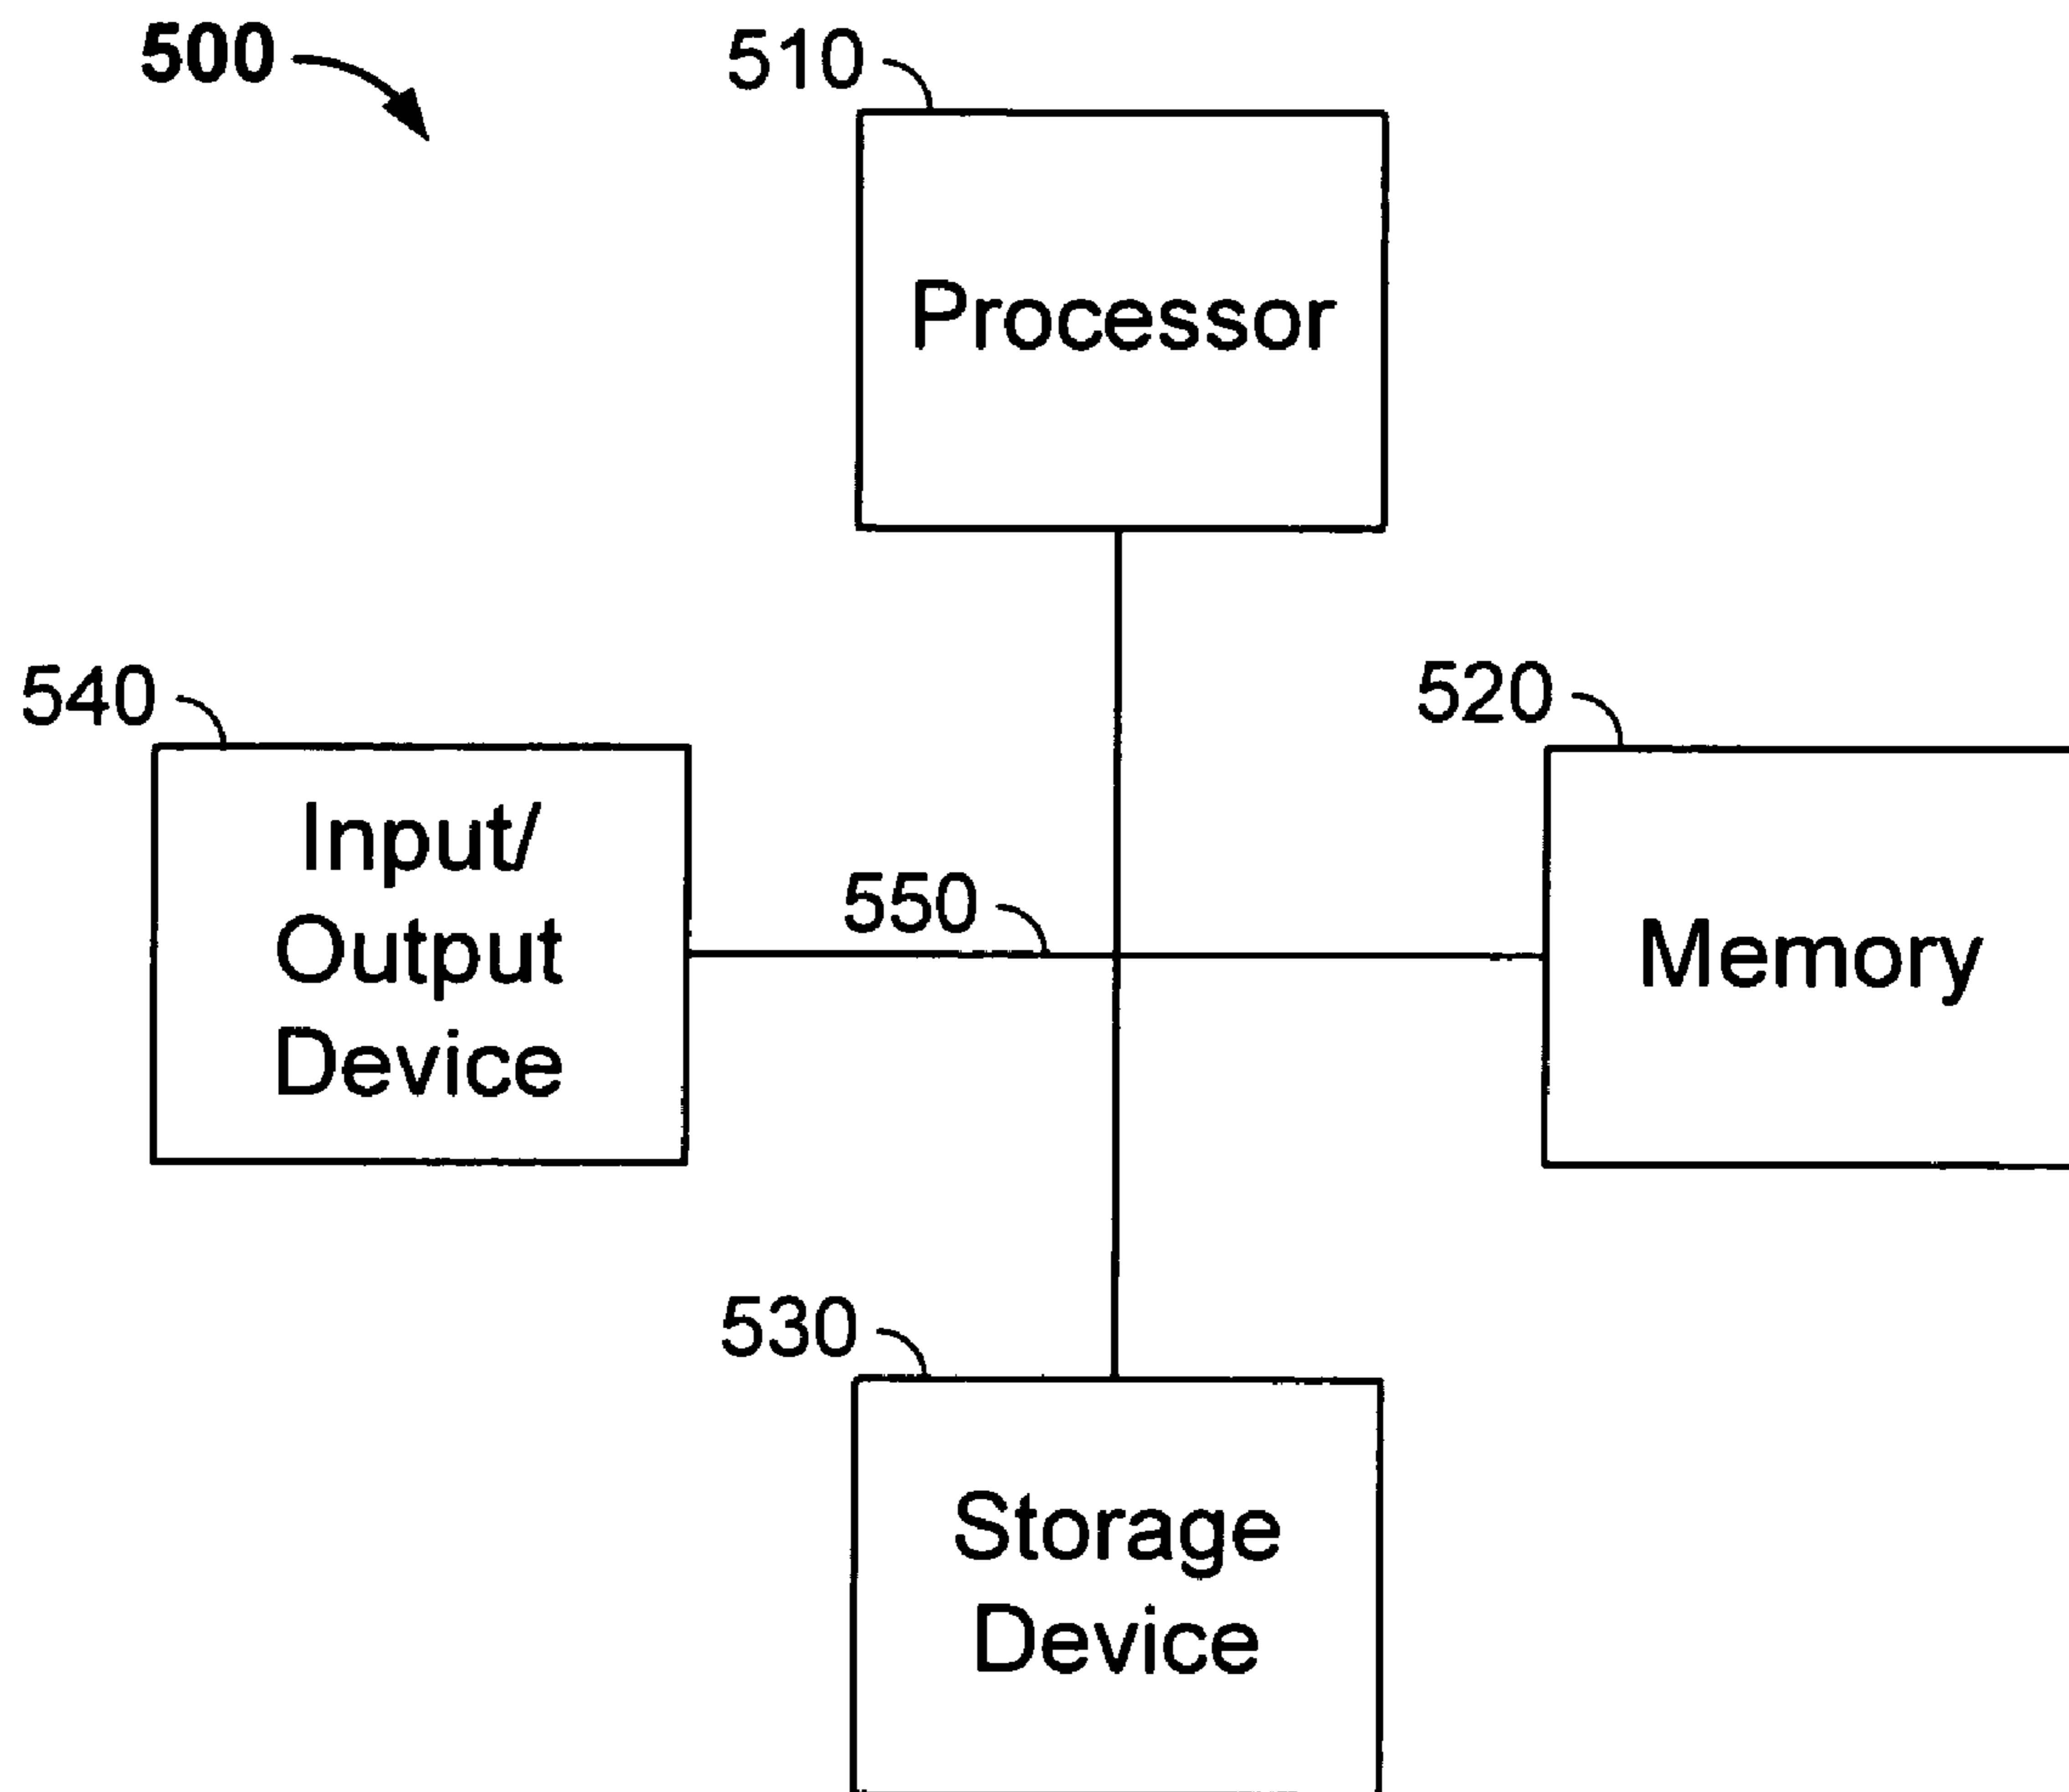 500
510
Processor
540
520
Input/
Output
Device
550
Memory
530
Storage
Device